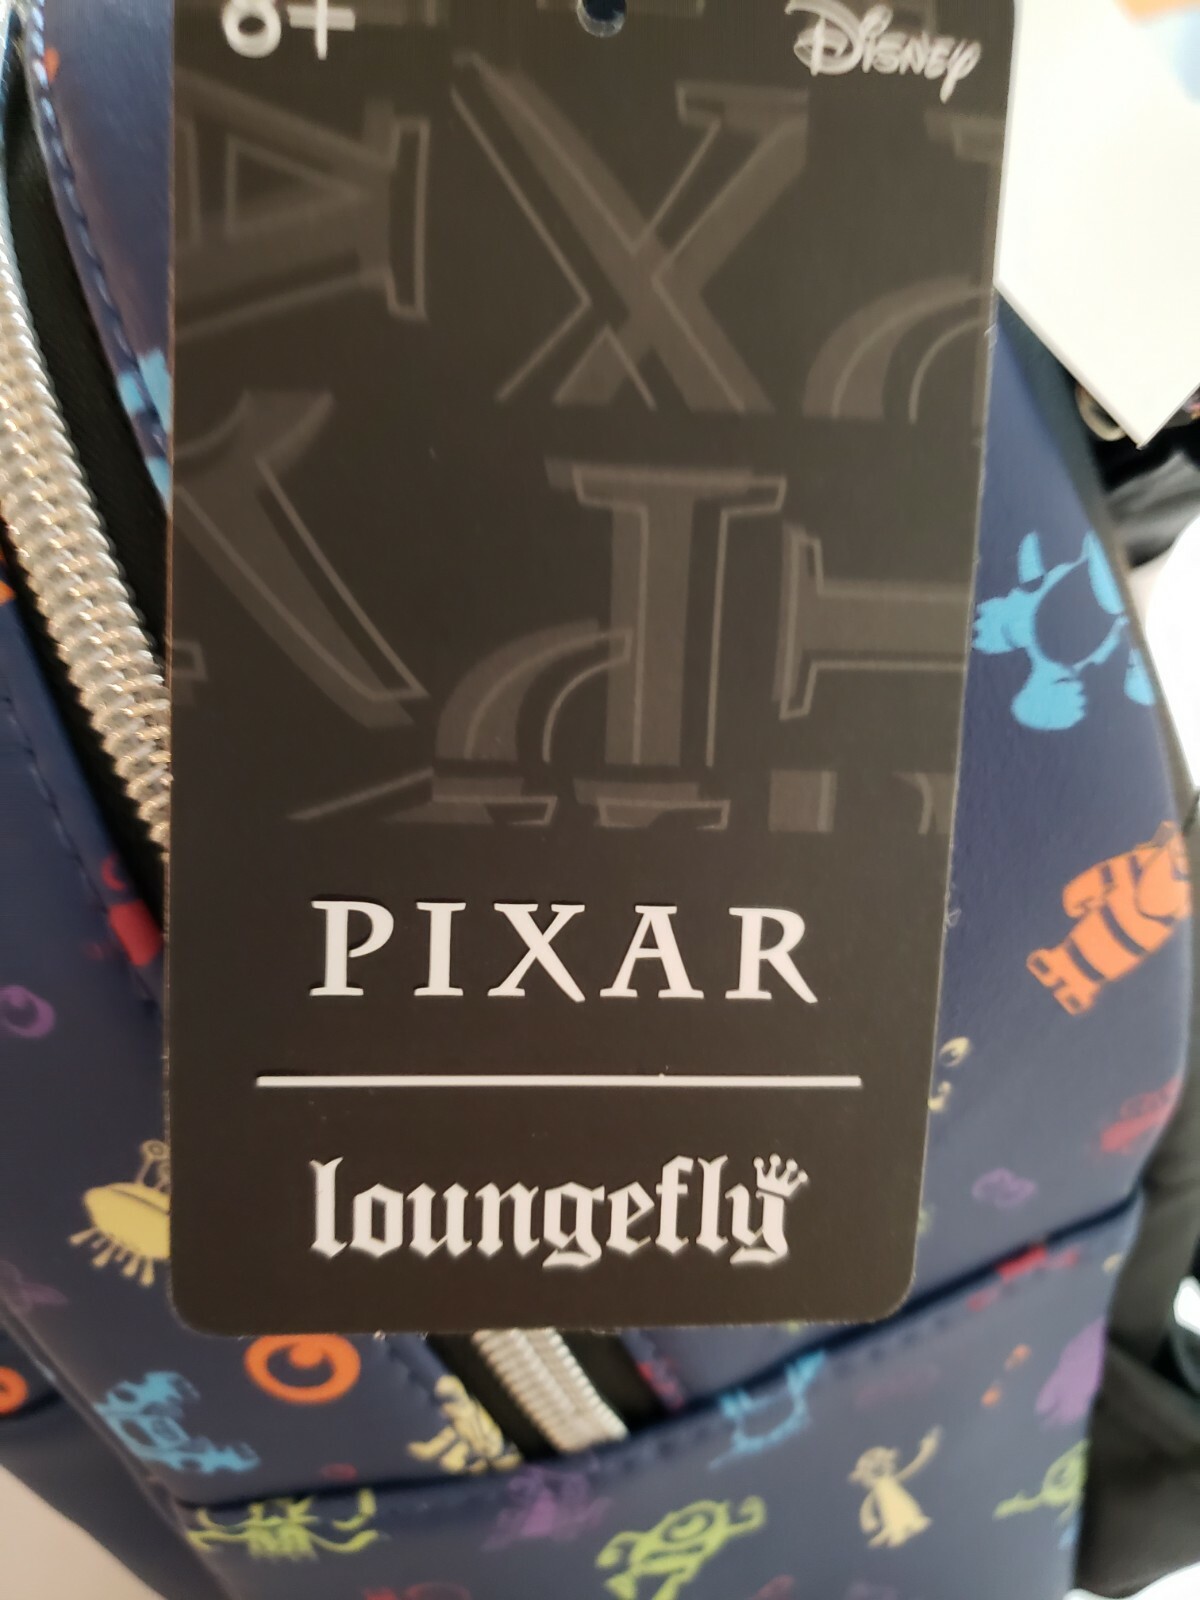 8+
Disney
PIXAR
loungefly